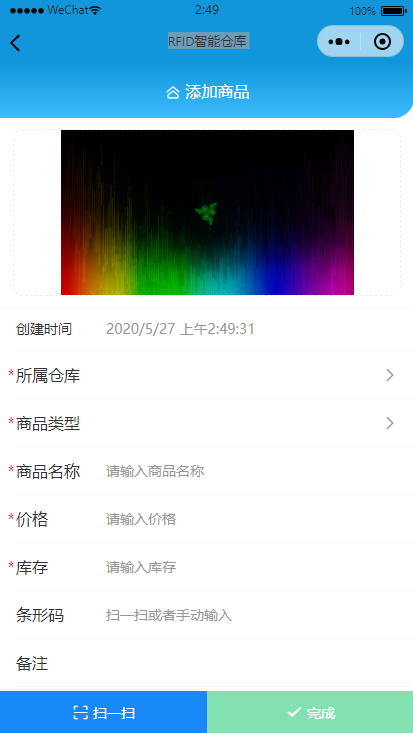 ●●●●● WeChat 2:49 100%
RFID智能仓库
添加商品
创建时间 2020/5/27 上午2:49:31
*所属仓库
*商品类型
*商品名称 请输入商品名称
*价格 请输入价格
*库存 请输入库存
条形码 扫一扫或者手动输入
备注
扫一扫 完成